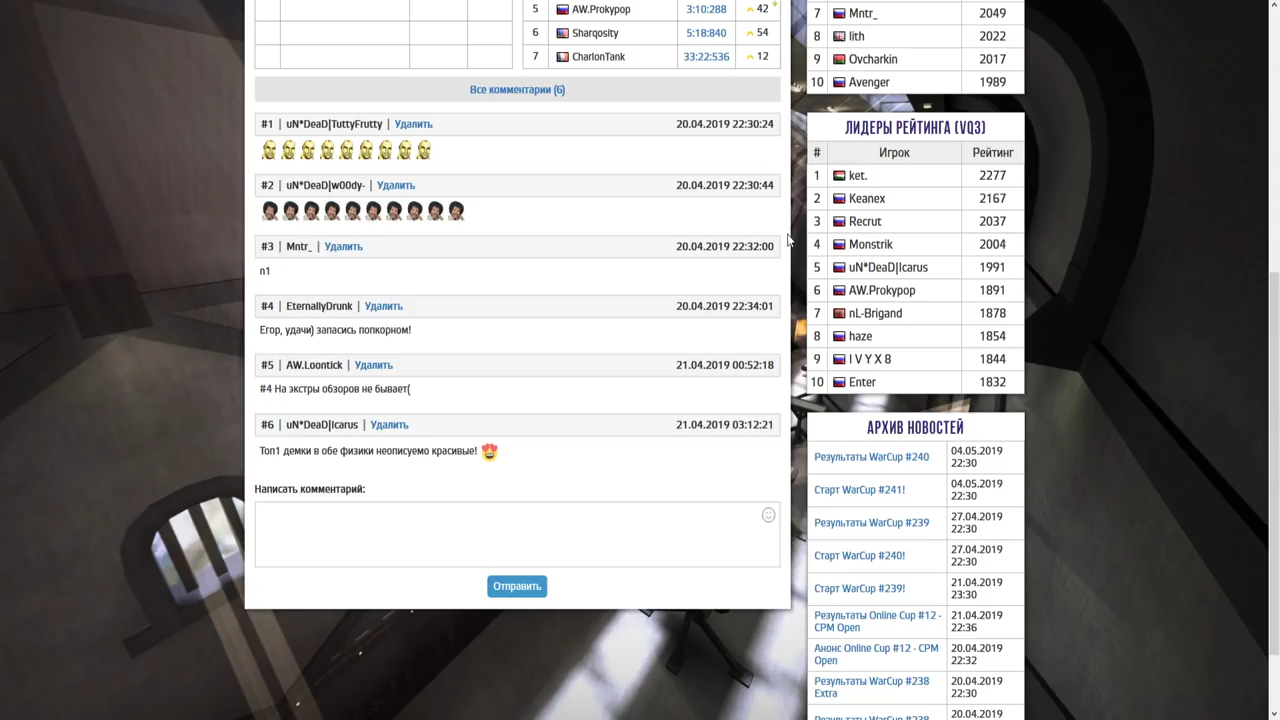 5 AW.Prokypop 3:10:288 42
6 Sharqosity 5:18:840 54
7 CharlonTank 33:22:536 12
Все комментарии (6)
#1 | uN*DeaD|TuttyFrutty | Удалить 20.04.2019 22:30:24
#2 | uN*DeaD|w00dy- | Удалить 20.04.2019 22:30:44
#3 | Mntr_ | Удалить 20.04.2019 22:32:00
n1
#4 | EternallyDrunk | Удалить 20.04.2019 22:34:01
Егор, удачи) запасись попкорном!
#5 | AW.Loontick | Удалить 21.04.2019 00:52:18
#4 На экстры обзоров не бывает(
#6 | uN*DeaD|Icarus | Удалить 21.04.2019 03:12:21
Топ1 демки в обе физики неописуемо красивые!
Написать комментарий:
Отправить
7 Mntr_ 2049
8 lith 2022
9 Ovcharkin 2017
10 Avenger 1989
ЛИДЕРЫ РЕЙТИНГА (VQ3)
# Игрок Рейтинг
1 ket. 2277
2 Keanex 2167
3 Recrut 2037
4 Monstrik 2004
5 uN*DeaD|Icarus 1991
6 AW.Prokypop 1891
7 nL-Brigand 1878
8 haze 1854
9 I V Y X 8 1844
10 Enter 1832
АРХИВ НОВОСТЕЙ
Результаты WarCup #240 04.05.2019
22:30
Старт WarCup #241! 04.05.2019
22:30
Результаты WarCup #239 27.04.2019
22:30
Старт WarCup #240! 27.04.2019
22:30
Старт WarCup #239! 21.04.2019
23:30
Результаты Online Cup #12 - 21.04.2019
CPM Open 22:36
Анонс Online Cup #12 - CPM 20.04.2019
Open 22:32
Результаты WarCup #238 20.04.2019
Extra 22:30
Результаты WarCup #238 20.04.2019